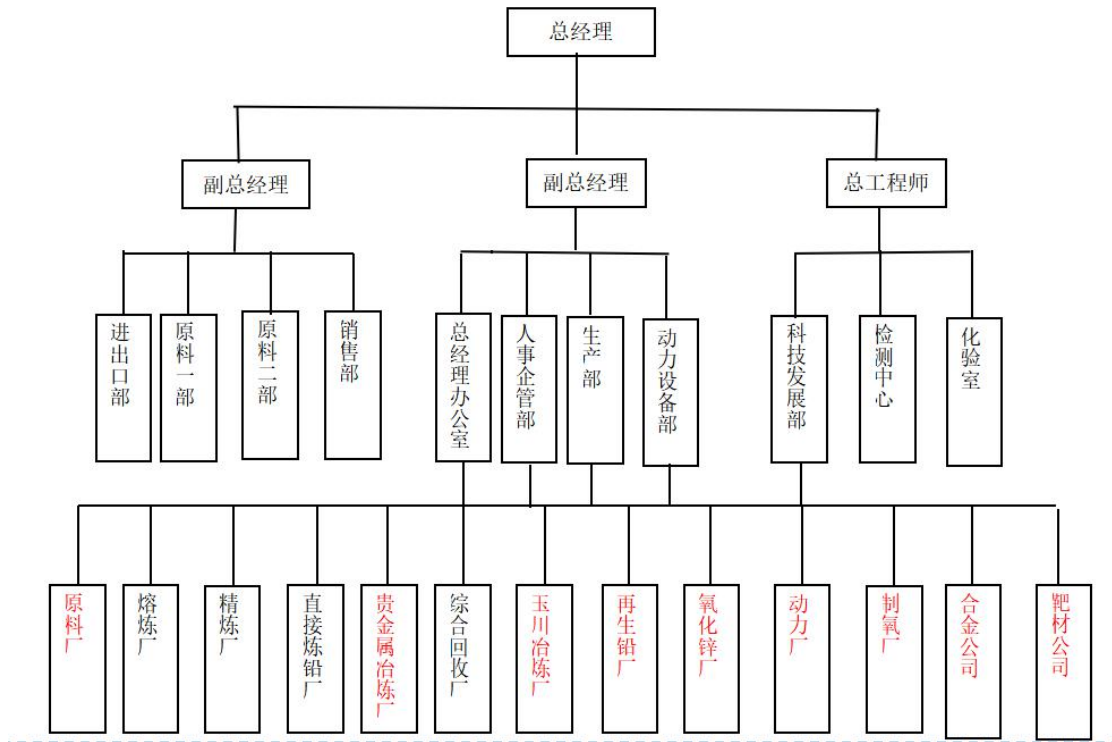 总经理
副总经理
副总经理
总工程师
进出口部
原料一部
原料二部
销售部
总经理办公室
人事企管部
生产部
动力设备部
科技发展部
检测中心
化验室
原料厂
熔炼厂
精炼厂
直接炼铅厂
贵金属冶炼厂
综合回收厂
玉川冶炼厂
再生铅厂
氧化锌厂
动力厂
制氧厂
合金公司
靶材公司